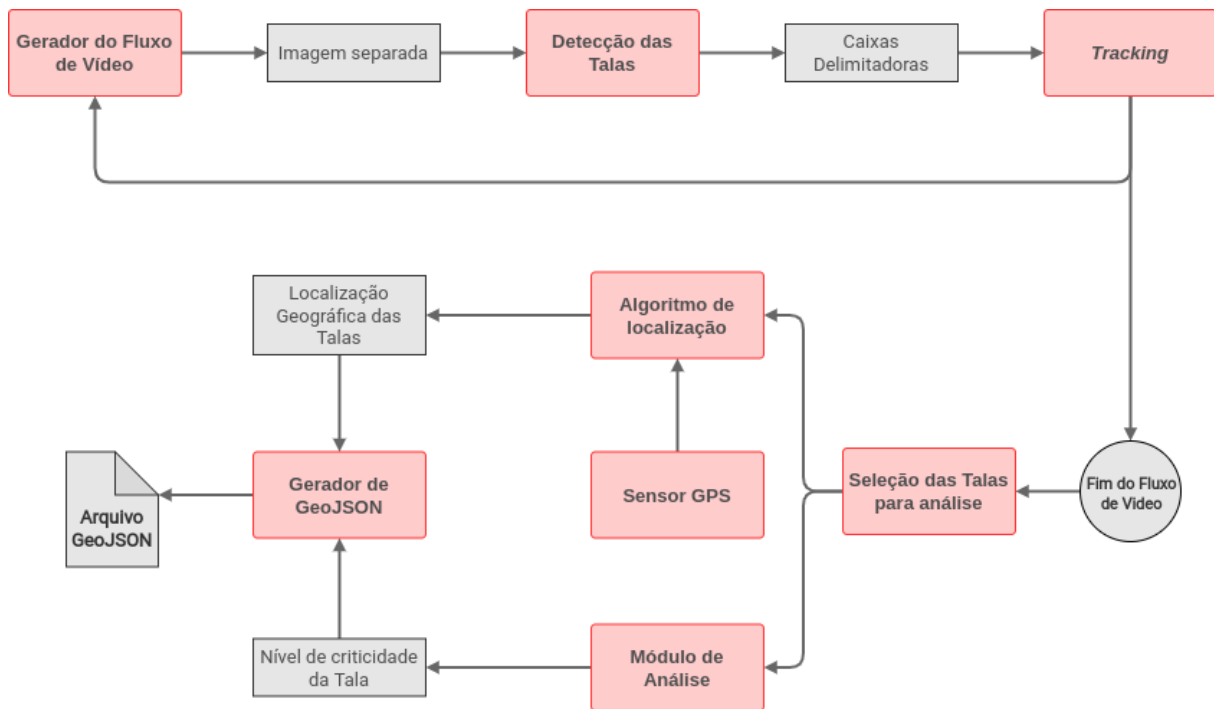 Gerador do Fluxo
de Vídeo
Imagem separada
Detecção das
Talas
Caixas
Delimitadoras
Tracking
Localização
Geográfica das
Talas
Algoritmo de
localização
Arquivo
GeoJSON
Gerador de
GeoJSON
Sensor GPS
Seleção das Talas
para análise
Fim do Fluxo
de Video
Nível de criticidade
da Tala
Módulo de
Análise